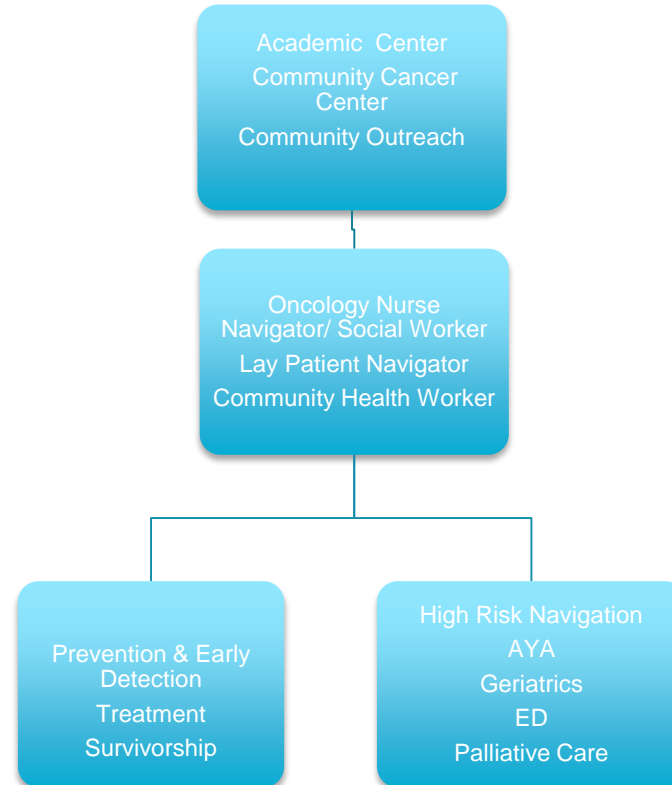 Academic Center
Community Cancer
Center
Community Outreach
Oncology Nurse
Navigator/ Social Worker
Lay Patient Navigator
Community Health Worker
Prevention & Early
Detection
Treatment
Survivorship
High Risk Navigation
AYA
Geriatrics
ED
Palliative Care